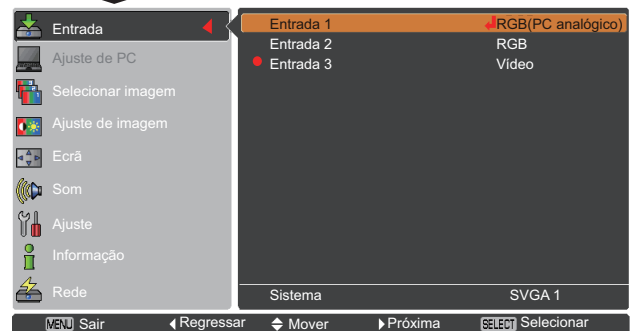 Entrada
Ajuste de PC
Selecionar imagem
Ajuste de imagem
Ecrã
Som
Ajuste
Informação
Rede
Entrada 1 RGB(PC analógico)
Entrada 2 RGB
Entrada 3 Vídeo
Sistema SVGA 1
MENU Sair Regressar Mover Próxima SELECT Selecionar